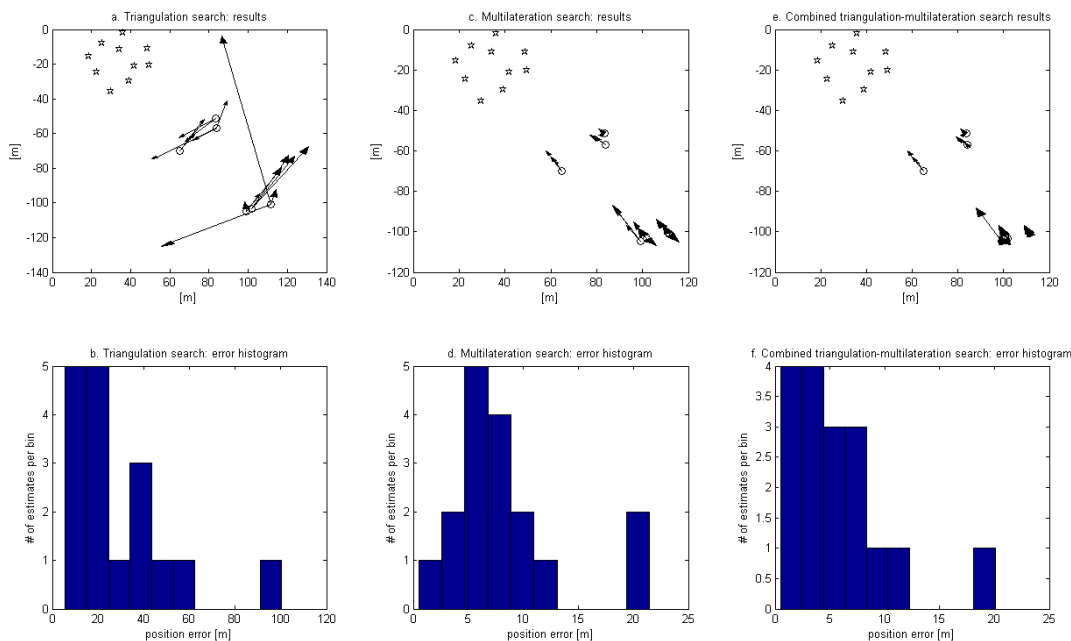 a. Triangulation search: results
0
-20
-40
-60
-80
-100
-120
-140
[m]
0 20 40 60 80 100 120 140
[m]
c. Multilateration search: results
0
-20
-40
-60
-80
-100
-120
[m]
0 20 40 60 80 100 120
[m]
e. Combined triangulation-multilateration search results
0
-20
-40
-60
-80
-100
-120
[m]
0 20 40 60 80 100 120
[m]
b. Triangulation search: error histogram
5
4
3
2
1
0
# of estimates per bin
0 20 40 60 80 100 120
position error [m]
d. Multilateration search: error histogram
5
4
3
2
1
0
# of estimates per bin
0 5 10 15 20 25
position error [m]
f. Combined triangulation-multilateration search: error histogram
4
3.5
3
2.5
2
1.5
1
0.5
0
# of estimates per bin
0 5 10 15 20 25
position error [m]